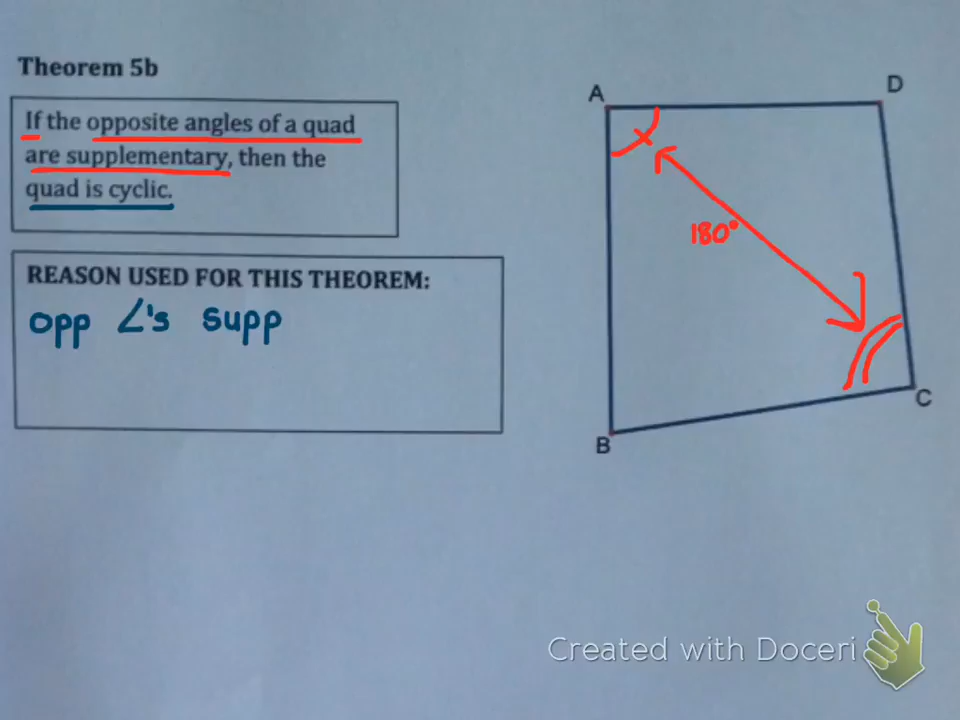 Theorem 5b
If the opposite angles of a quad
are supplementary, then the
quad is cyclic.
REASON USED FOR THIS THEOREM:
opp ∠'s supp
A
D
x
180°
C
B
Created with Doceri